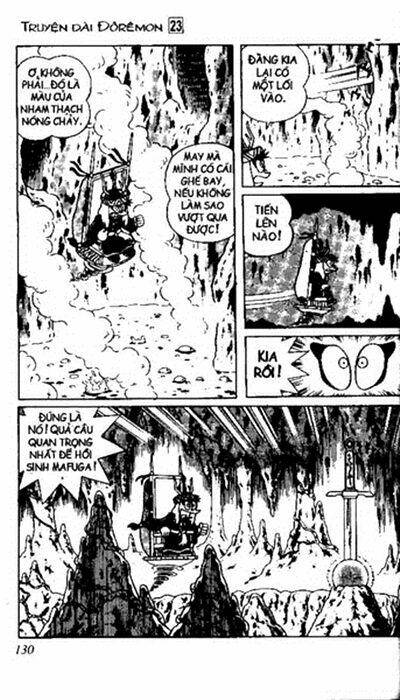 TRUYỆN DÀI ĐÔRÊMON 23
Ơ, KHÔNG
PHẢI...ĐÓ LÀ
MÀU CỦA
NHAM THẠCH
NÓNG CHẢY.
MAY MÀ
MÌNH CÓ CÁI
GHẾ BAY,
NẾU KHÔNG
LÀM SAO
VƯỢT QUA
ĐƯỢC!
ĐẰNG KIA
LẠI CÓ
MỘT LỐI
VÀO.
TIẾN
LÊN
NÀO!
KIA
RỒI!
ĐÚNG LÀ
NÓ! QUẢ CẦU
QUAN TRỌNG
NHẤT ĐỂ HỒI
SINH MAFUGA!
130